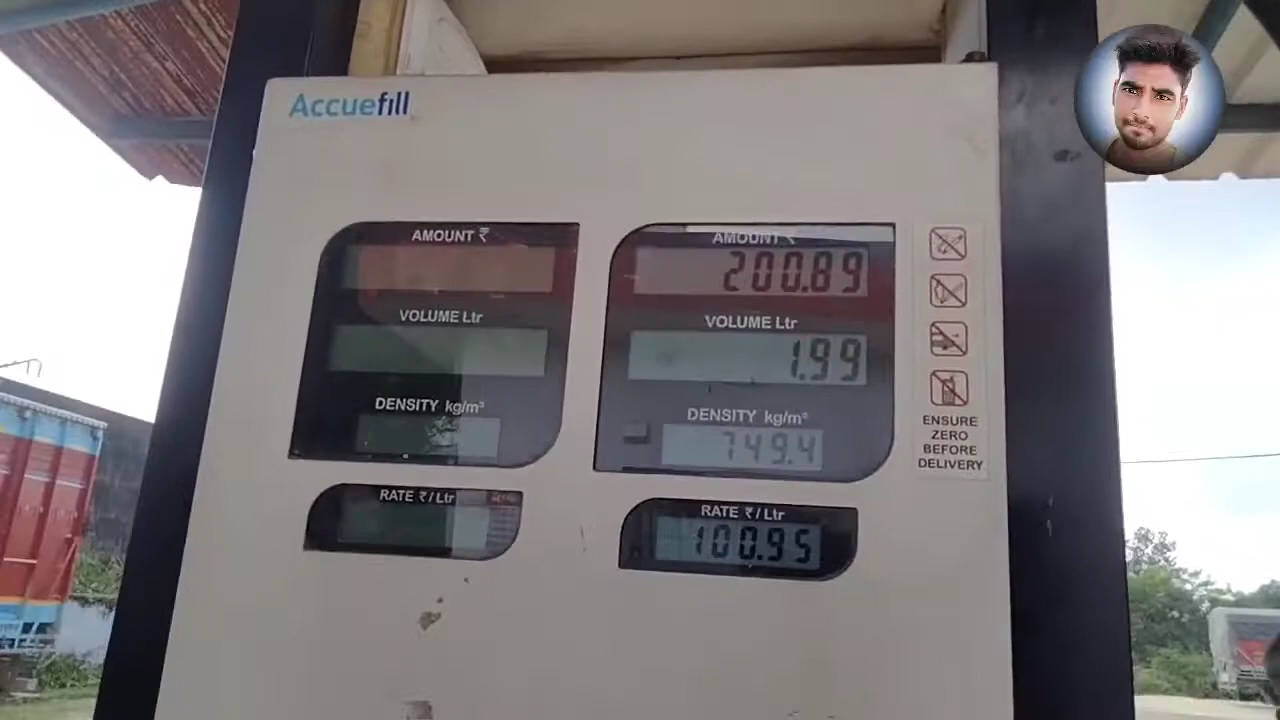 Accuefill
AMOUNT ₹
VOLUME Ltr
DENSITY kg/m³
RATE ₹/Ltr
AMOUNT ₹
200.89
VOLUME Ltr
1.99
DENSITY kg/m³
749.4
RATE ₹/Ltr
100.95
ENSURE
ZERO
BEFORE
DELIVERY